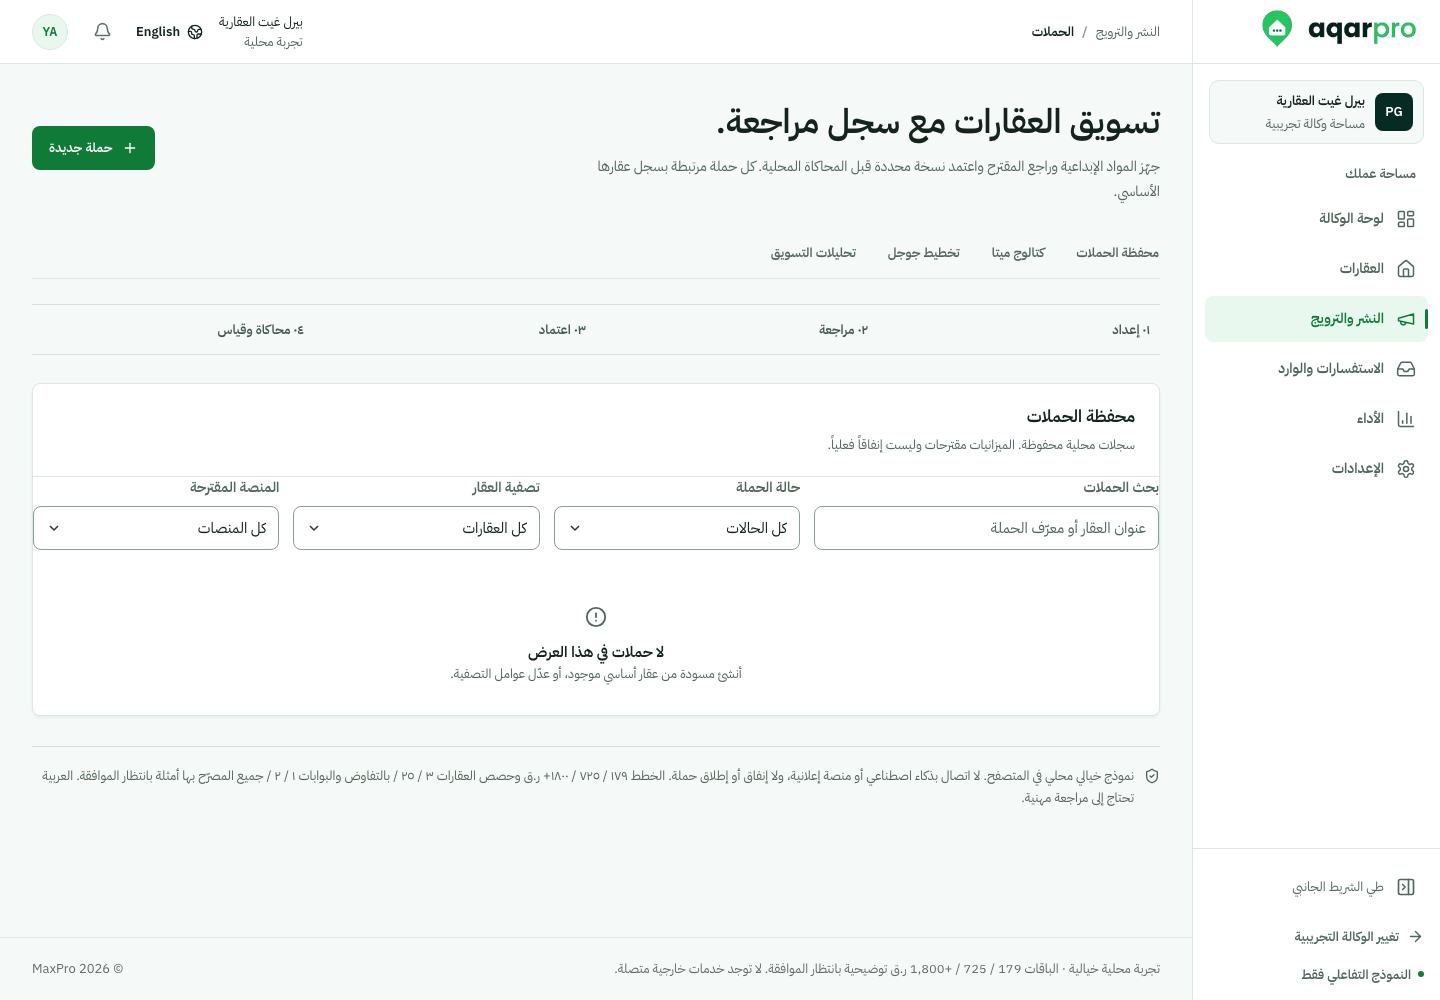 aqarpro
النشر والترويج / الحملات
بيرل غيت العقارية
تجربة محلية
English
YA
PG
بيرل غيت العقارية
مساحة وكالة تجريبية
مساحة عملك
لوحة الوكالة
العقارات
النشر والترويج
الاستفسارات والوارد
الأداء
الإعدادات
طي الشريط الجانبي
تغيير الوكالة التجريبية
النموذج التفاعلي فقط
تسويق العقارات مع سجل مراجعة.
جهّز المواد الإبداعية وراجع المقترح واعتمد نسخة محددة قبل المحاكاة المحلية. كل حملة مرتبطة بسجل عقارها
الأساسي.
حملة جديدة
محفظة الحملات
كتالوج ميتا
تخطيط جوجل
تحليلات التسويق
٠١ إعداد
٠٢ مراجعة
٠٣ اعتماد
٠٤ محاكاة وقياس
محفظة الحملات
سجلات محلية محفوظة. الميزانيات مقترحات وليست إنفاقاً فعلياً.
بحث الحملات
حالة الحملة
تصفية العقار
المنصة المقترحة
عنوان العقار أو معرّف الحملة
كل الحالات
كل العقارات
كل المنصات
لا حملات في هذا العرض
أنشئ مسودة من عقار أساسي موجود، أو عدّل عوامل التصفية.
نموذج خيالي محلي في المتصفح. لا اتصال بذكاء اصطناعي أو منصة إعلانية، ولا إنفاق أو إطلاق حملة. الخطط ١٧٩ / ٧٢٥ / ١٨٠٠+ ر.ق وحصص العقارات ٣ / ٢٥ / بالتفاوض والبوابات ١ / ٢ / جميع المصرّح بها أمثلة بانتظار الموافقة. العربية
تحتاج إلى مراجعة مهنية.
تجربة محلية خيالية · الباقات 179 / 725 / 1,800+ ر.ق توضيحية بانتظار الموافقة. لا توجد خدمات خارجية متصلة.
© 2026 MaxPro